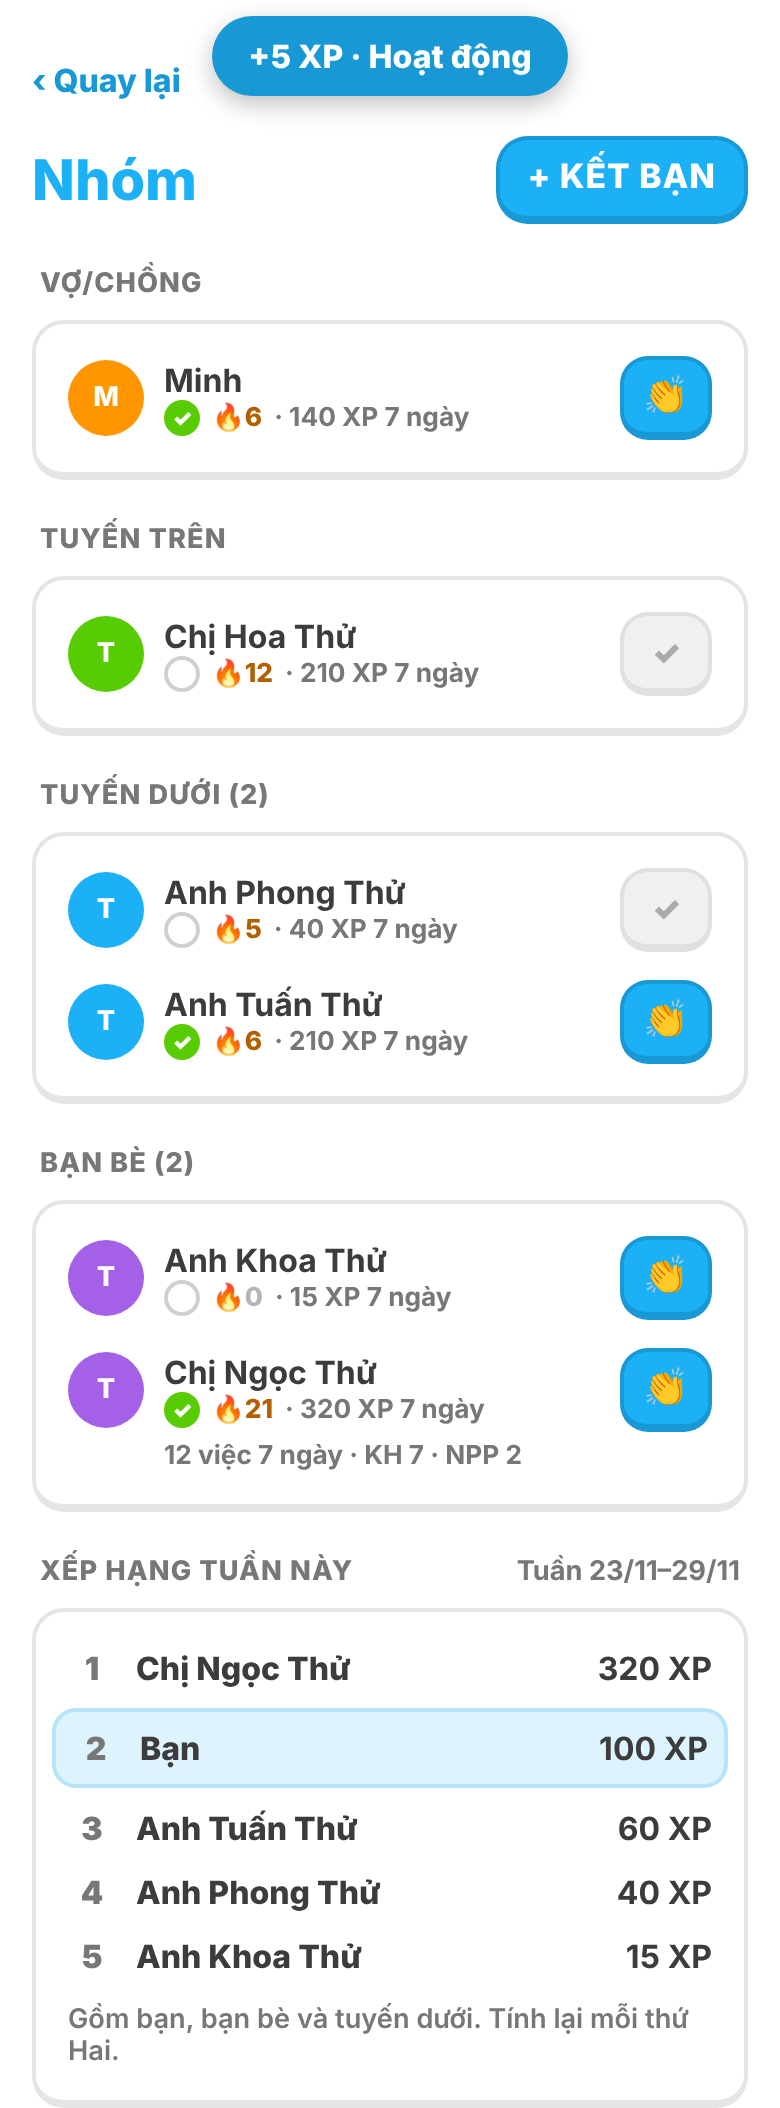 +5 XP · Hoạt động
‹ Quay lại
Nhóm
+ KẾT BẠN
VỢ/CHỒNG
M
Minh
🔥6 · 140 XP 7 ngày
👏
TUYẾN TRÊN
T
Chị Hoa Thử
🔥12 · 210 XP 7 ngày
✓
TUYẾN DƯỚI (2)
T
Anh Phong Thử
🔥5 · 40 XP 7 ngày
✓
T
Anh Tuấn Thử
🔥6 · 210 XP 7 ngày
👏
BẠN BÈ (2)
T
Anh Khoa Thử
🔥0 · 15 XP 7 ngày
👏
T
Chị Ngọc Thử
🔥21 · 320 XP 7 ngày
👏
12 việc 7 ngày · KH 7 · NPP 2
XẾP HẠNG TUẦN NÀY Tuần 23/11–29/11
1 Chị Ngọc Thử 320 XP
2 Bạn 100 XP
3 Anh Tuấn Thử 60 XP
4 Anh Phong Thử 40 XP
5 Anh Khoa Thử 15 XP
Gồm bạn, bạn bè và tuyến dưới. Tính lại mỗi thứ
Hai.